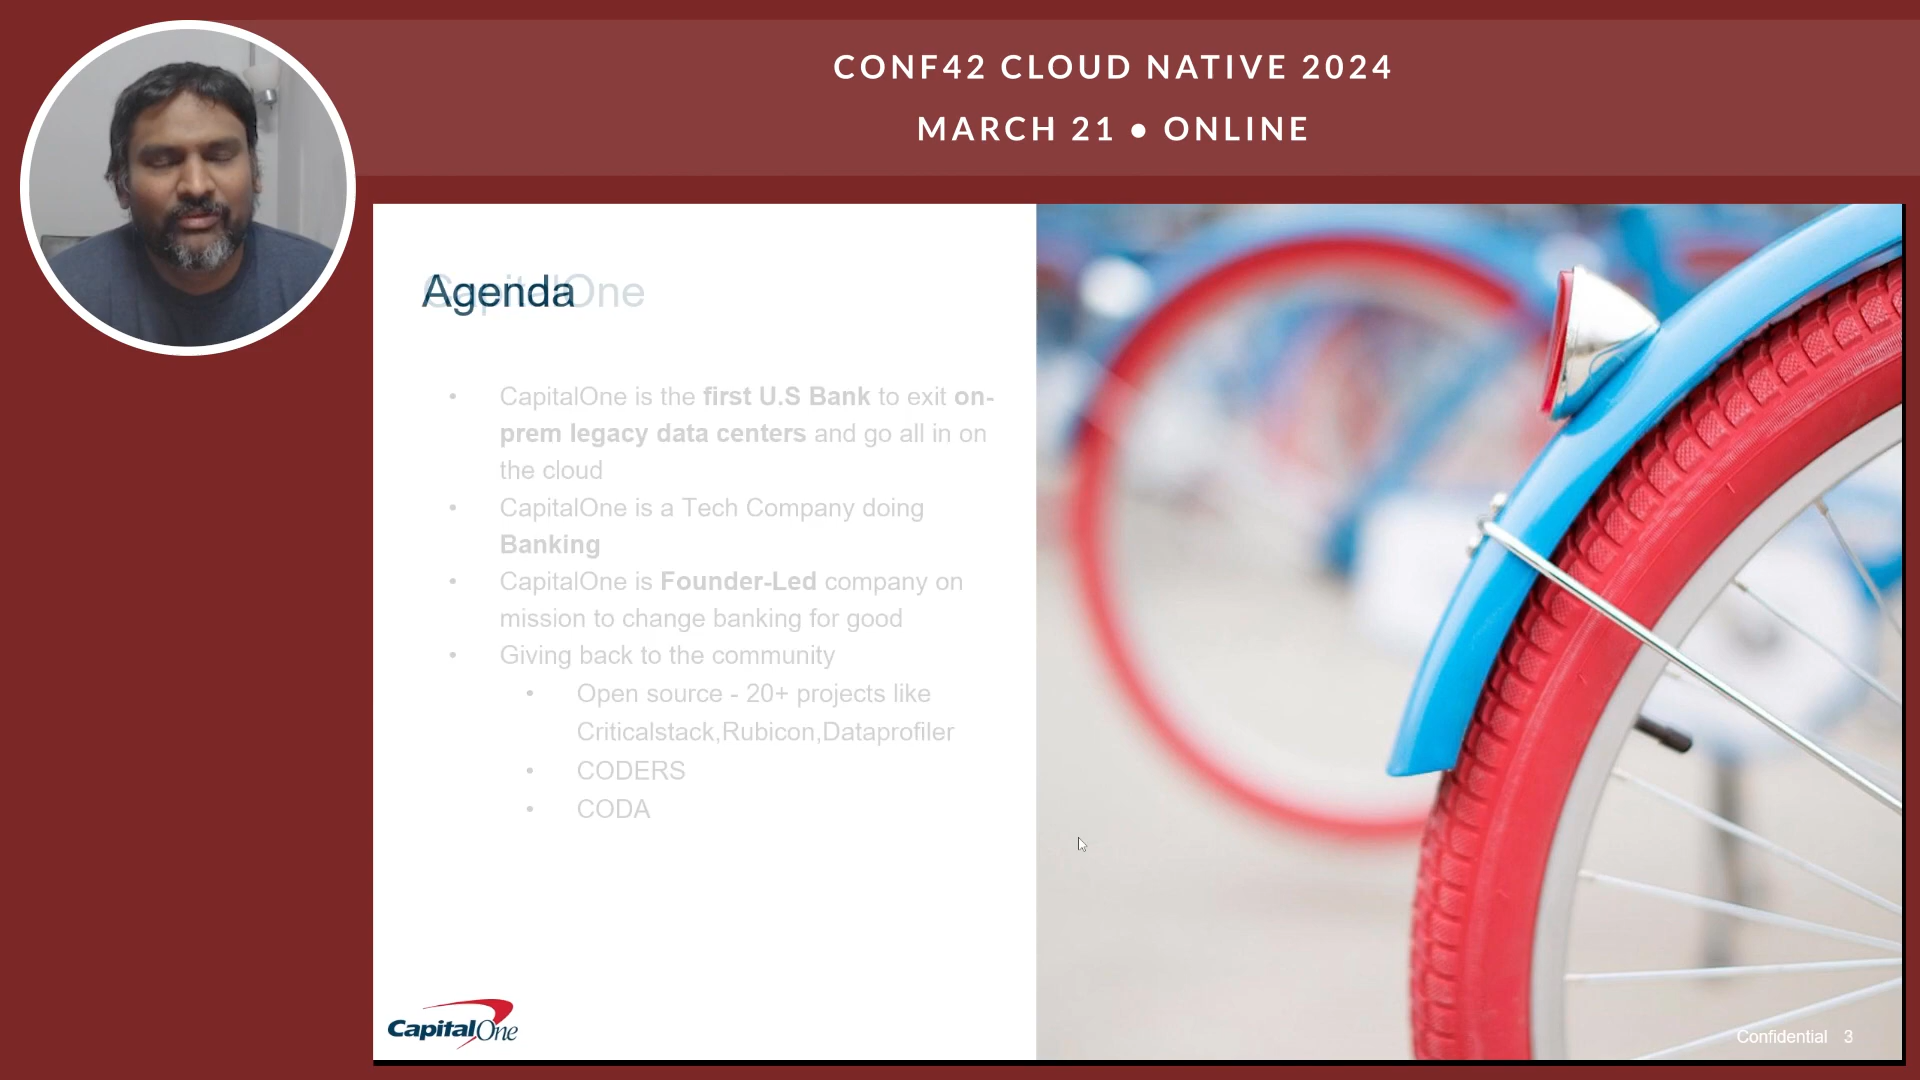 CONF42 CLOUD NATIVE 2024
MARCH 21 ● ONLINE
Agenda
CapitalOne
• CapitalOne is the first U.S Bank to exit on-
prem legacy data centers and go all in on
the cloud
• CapitalOne is a Tech Company doing
Banking
• CapitalOne is Founder-Led company on
mission to change banking for good
• Giving back to the community
• Open source - 20+ projects like
Criticalstack,Rubicon,Dataprofiler
• CODERS
• CODA
CapitalOne
Confidential 3